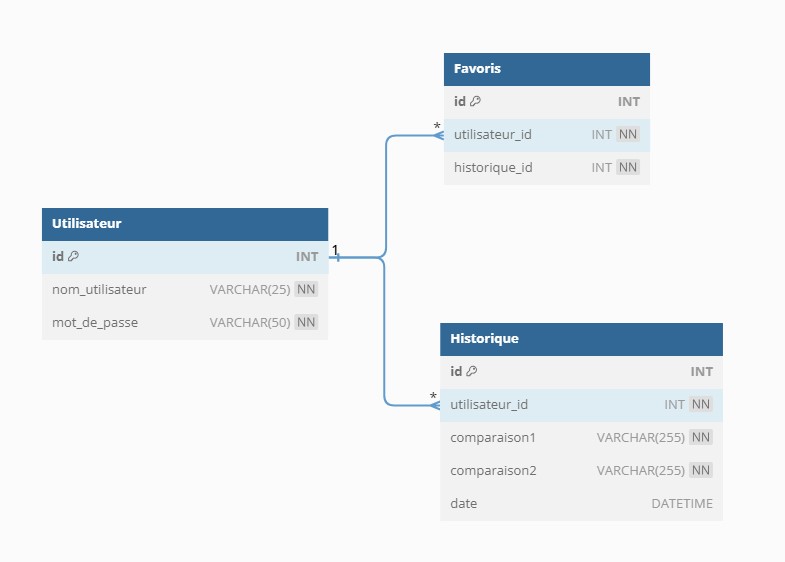 Favoris
id INT
utilisateur_id INT NN
historique_id INT NN
*
Utilisateur
id INT
nom_utilisateur VARCHAR(25) NN
mot_de_passe VARCHAR(50) NN
1
Historique
id INT
utilisateur_id INT NN
comparaison1 VARCHAR(255) NN
comparaison2 VARCHAR(255) NN
date DATETIME
*